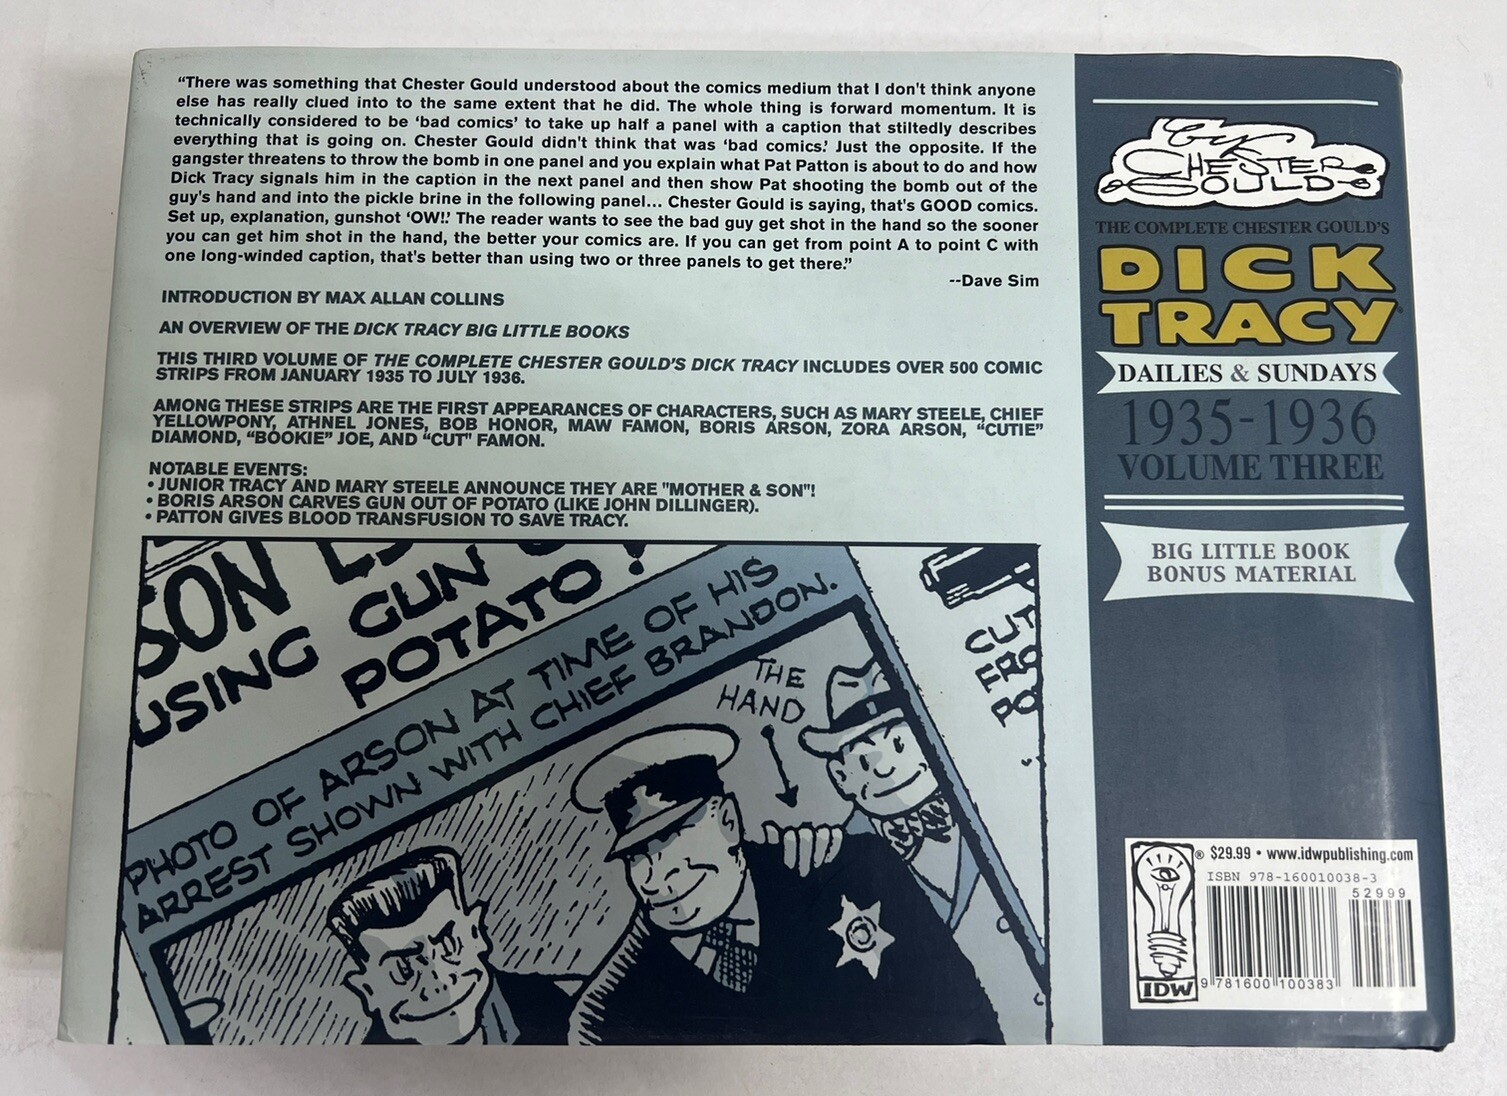 “There was something that Chester Gould understood about the comics medium that I don't think anyone
else has really clued into to the same extent that he did. The whole thing is forward momentum. It is
technically considered to be ‘bad comics’ to take up half a panel with a caption that stiltedly describes
everything that is going on. Chester Gould didn't think that was ‘bad comics.’ Just the opposite. If the
gangster threatens to throw the bomb in one panel and you explain what Pat Patton is about to do and how
Dick Tracy signals him in the caption in the next panel and then show Pat shooting the bomb out of the
guy's hand and into the pickle brine in the following panel... Chester Gould is saying, that's GOOD comics.
Set up, explanation, gunshot ‘OW!!’ The reader wants to see the bad guy get shot in the hand so the sooner
you can get him shot in the hand, the better your comics are. If you can get from point A to point C with
one long-winded caption, that's better than using two or three panels to get there.”
--Dave Sim
INTRODUCTION BY MAX ALLAN COLLINS
AN OVERVIEW OF THE DICK TRACY BIG LITTLE BOOKS
THIS THIRD VOLUME OF THE COMPLETE CHESTER GOULD'S DICK TRACY INCLUDES OVER 500 COMIC
STRIPS FROM JANUARY 1935 TO JULY 1936.
AMONG THESE STRIPS ARE THE FIRST APPEARANCES OF CHARACTERS, SUCH AS MARY STEELE, CHIEF
YELLOWPONY, ATHNEL JONES, BOB HONOR, MAW FAMON, BORIS ARSON, ZORA ARSON, “CUTIE”
DIAMOND, “BOOKIE” JOE, AND “CUT” FAMON.
NOTABLE EVENTS:
• JUNIOR TRACY AND MARY STEELE ANNOUNCE THEY ARE "MOTHER & SON"!
• BORIS ARSON CARVES GUN OUT OF POTATO (LIKE JOHN DILLINGER).
• PATTON GIVES BLOOD TRANSFUSION TO SAVE TRACY.
SON
USING GUN
POTATO!
PHOTO OF ARSON AT TIME OF HIS
ARREST SHOWN WITH CHIEF BRANDON.
THE
HAND
CUT
by
CHESTER
GOULD
THE COMPLETE CHESTER GOULD'S
DICK
TRACY
DAILIES & SUNDAYS
1935-1936
VOLUME THREE
BIG LITTLE BOOK
BONUS MATERIAL
® $29.99 • www.idwpublishing.com
ISBN 978-160010038-3
52999
9 781600 100383
IDW